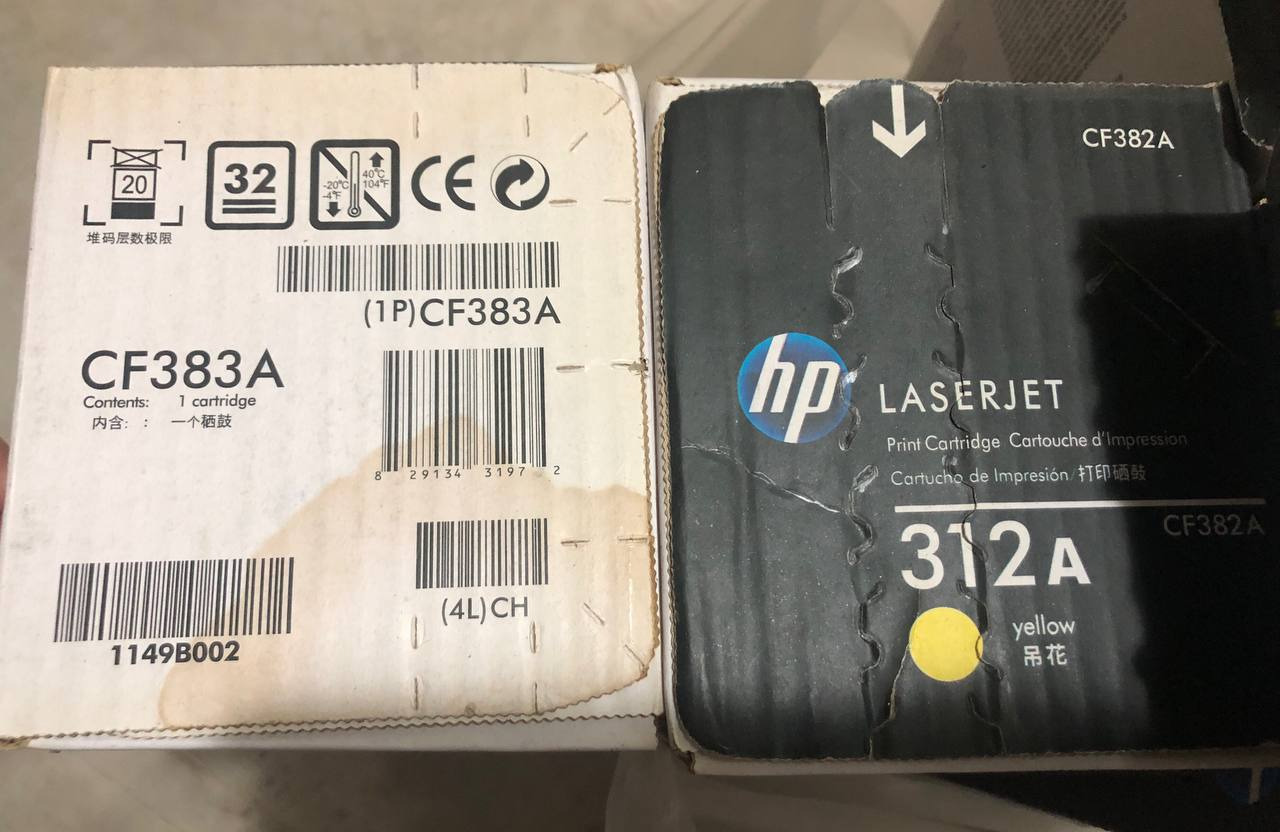 20
堆码层数极限
32
-20°C
-4°F
40°C
104°F
CE
(1P)CF383A
CF383A
Contents: 1 cartridge
内含: : 一个硒鼓
8 29134 3197 2
(4L)CH
1149B002
CF382A
hp LASERJET
Print Cartridge Cartouche d'Impression
Cartucho de Impresión/打印硒鼓
CF382A
312A
yellow
吊花